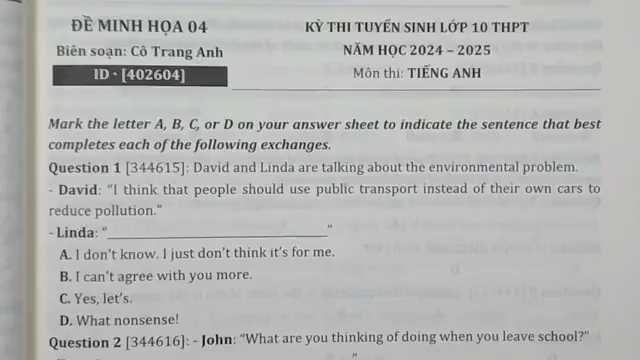 ĐỀ MINH HỌA 04
Biên soạn: Cô Trang Anh
ID - [402604]
KỲ THI TUYỂN SINH LỚP 10 THPT
NĂM HỌC 2024 – 2025
Môn thi: TIẾNG ANH
Mark the letter A, B, C, or D on your answer sheet to indicate the sentence that best
completes each of the following exchanges.
Question 1 [344615]: David and Linda are talking about the environmental problem.
- David: “I think that people should use public transport instead of their own cars to
reduce pollution.”
- Linda: “______________________________”
A. I don’t know. I just don’t think it’s for me.
B. I can’t agree with you more.
C. Yes, let’s.
D. What nonsense!
Question 2 [344616]: - John: “What are you thinking of doing when you leave school?”